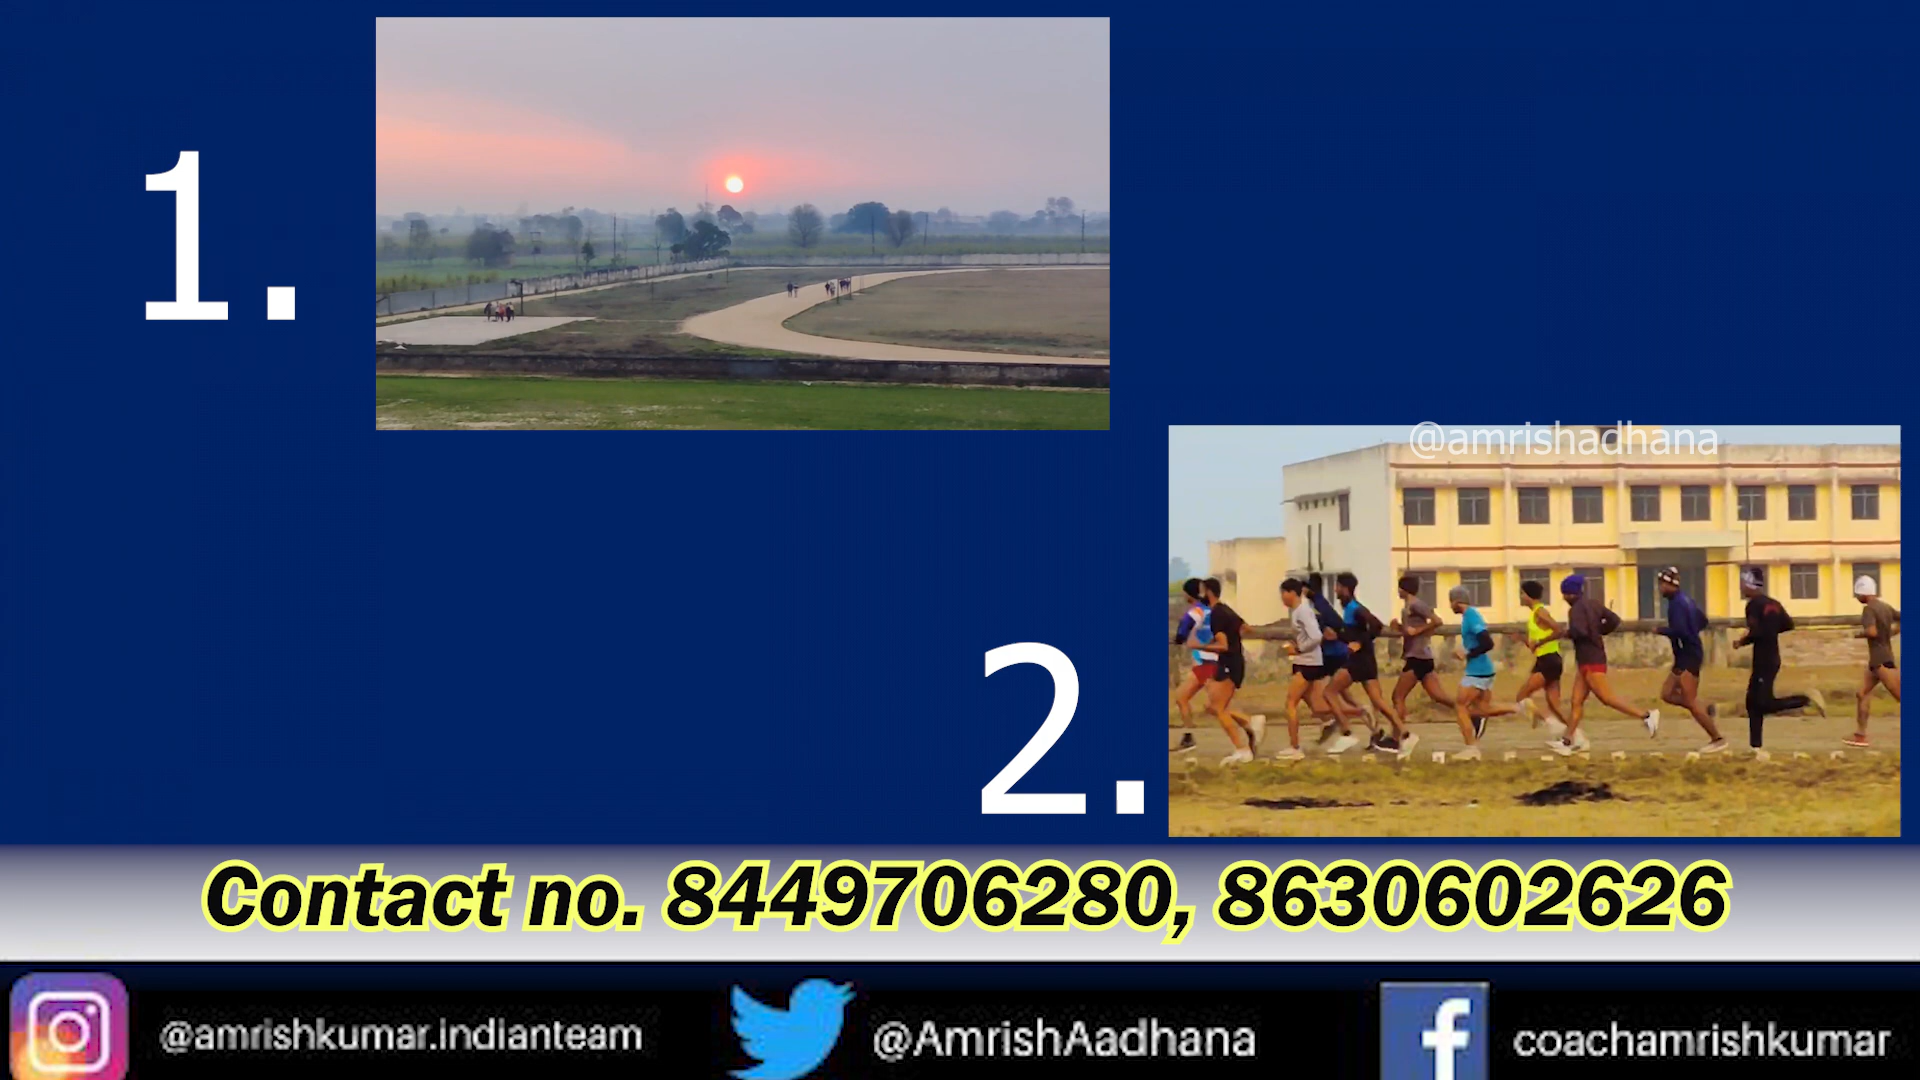 1.
@amrishadhana
2.
Contact no. 8449706280, 8630602626
@amrishkumar.indianteam
@AmrishAadhana
coachamrishkumar